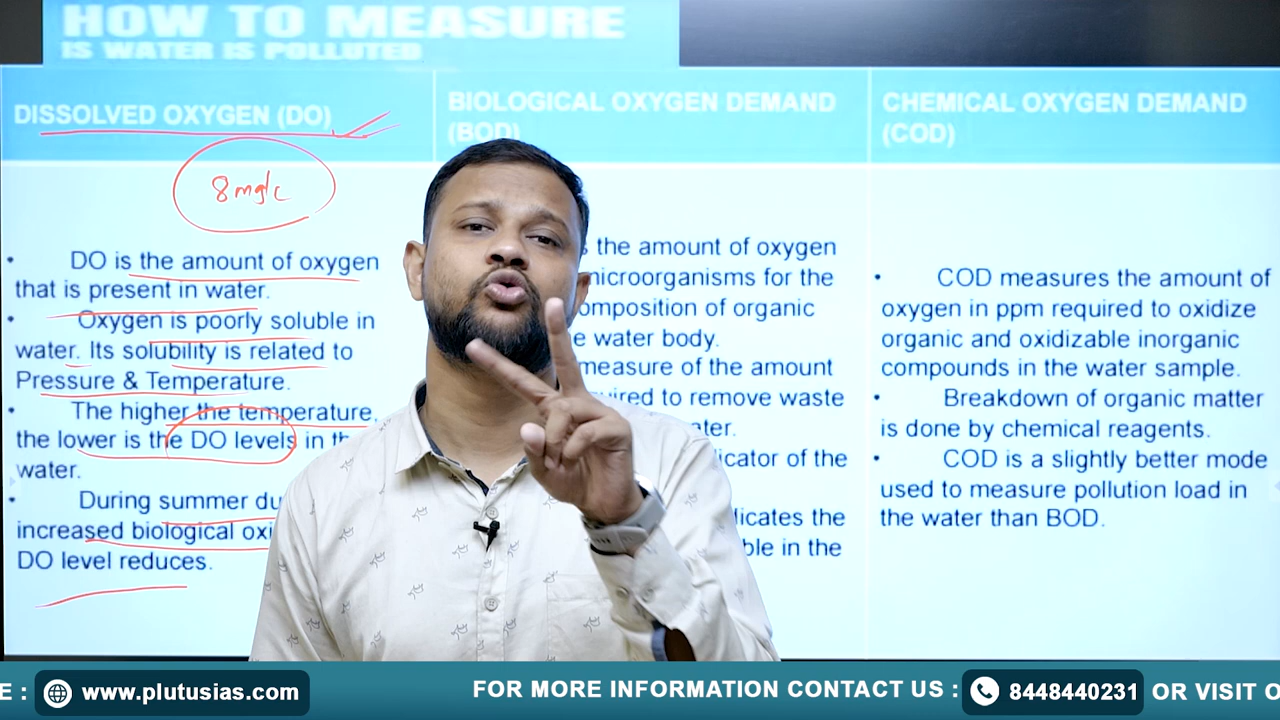 HOW TO MEASURE
IS WATER IS POLLUTED
DISSOLVED OXYGEN (DO)
8 mg/L
• DO is the amount of oxygen
that is present in water.
• Oxygen is poorly soluble in
water. Its solubility is related to
Pressure & Temperature.
• The higher the temperature,
the lower is the DO levels in
water.
• During summer
increased biological
DO level reduces.
BIOLOGICAL OXYGEN DEMAND
(BOD)
the amount of oxygen
microorganisms for the
omposition of organic
e water body.
measure of the amount
uired to remove waste
ater.
licator of the
licates the
ble in the
CHEMICAL OXYGEN DEMAND
(COD)
• COD measures the amount of
oxygen in ppm required to oxidize
organic and oxidizable inorganic
compounds in the water sample.
• Breakdown of organic matter
is done by chemical reagents.
• COD is a slightly better mode
used to measure pollution load in
the water than BOD.
E : www.plutusias.com FOR MORE INFORMATION CONTACT US : 8448440231 OR VISIT O